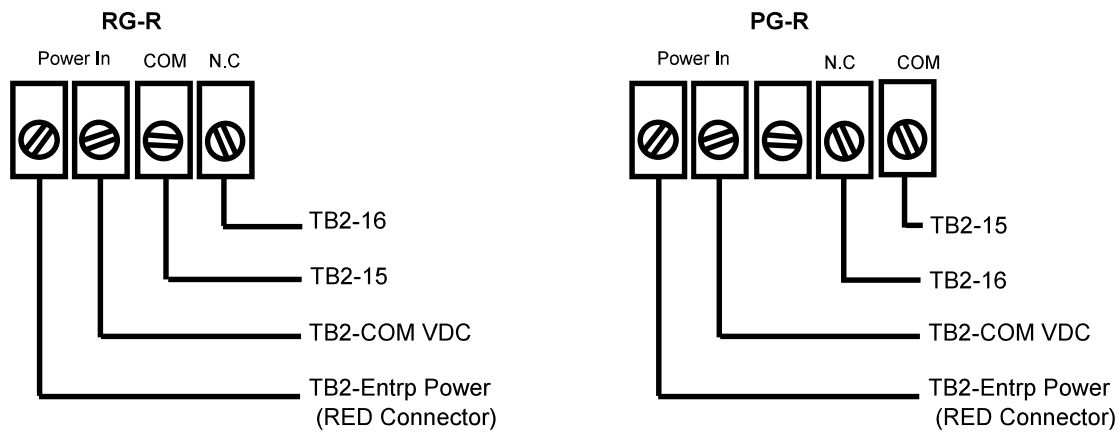 RG-R
Power In COM N.C
TB2-16
TB2-15
TB2-COM VDC
TB2-Entrp Power
(RED Connector)
PG-R
Power In N.C COM
TB2-15
TB2-16
TB2-COM VDC
TB2-Entrp Power
(RED Connector)